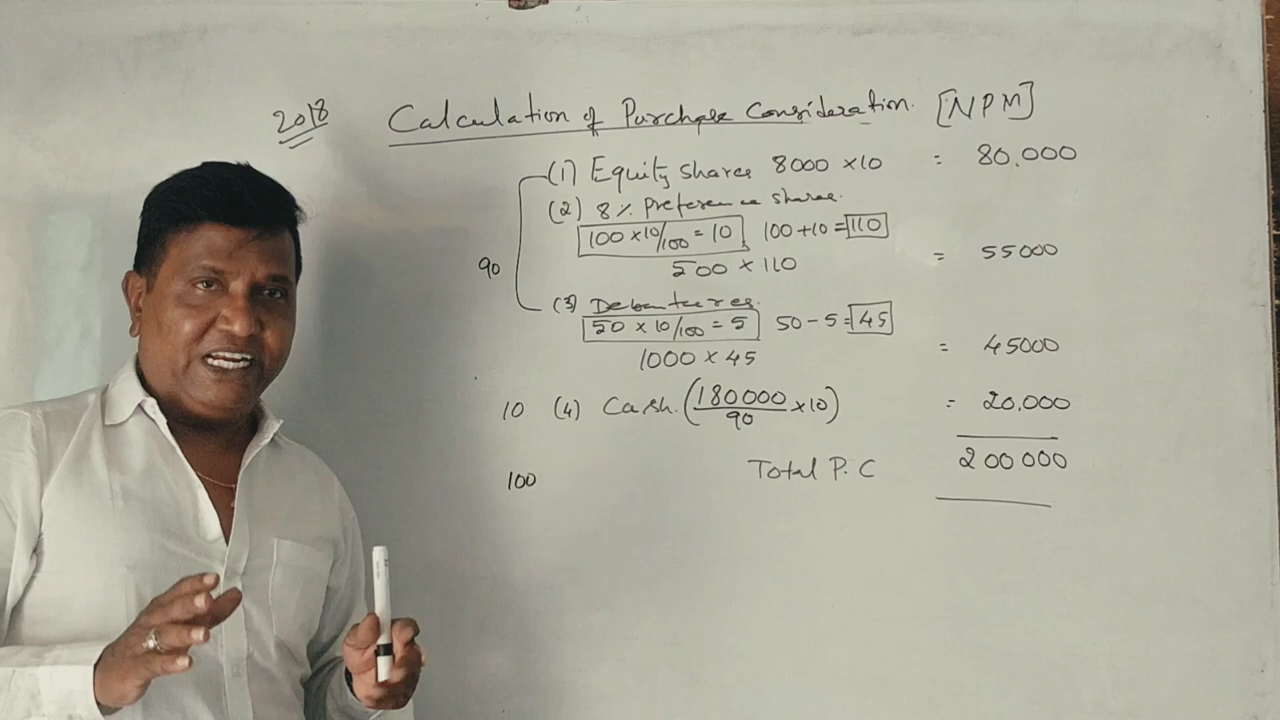 2018 Calculation of Purchase Consideration. [NPM]
(1) Equity Shares 8000 × 10 = 80,000
(2) 8% Preference shares.
100 × 10/100 = 10 100 + 10 = 110
500 × 110 = 55000
90
(3) Debentures.
50 × 10/100 = 5 50 - 5 = 45
1000 × 45 = 45000
10 (4) Cash. (180000/90 × 10) = 20,000
100 Total P.C 200000